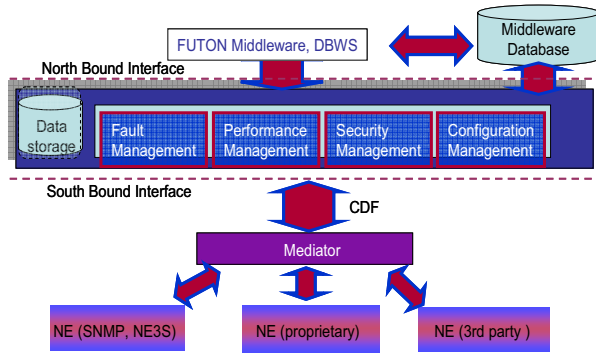 FUTON Middleware, DBWS
Middleware
Database
North Bound Interface
Data
storage
Fault
Management
Performance
Management
Security
Management
Configuration
Management
South Bound Interface
CDF
Mediator
NE (SNMP, NE3S)
NE (proprietary)
NE (3rd party )